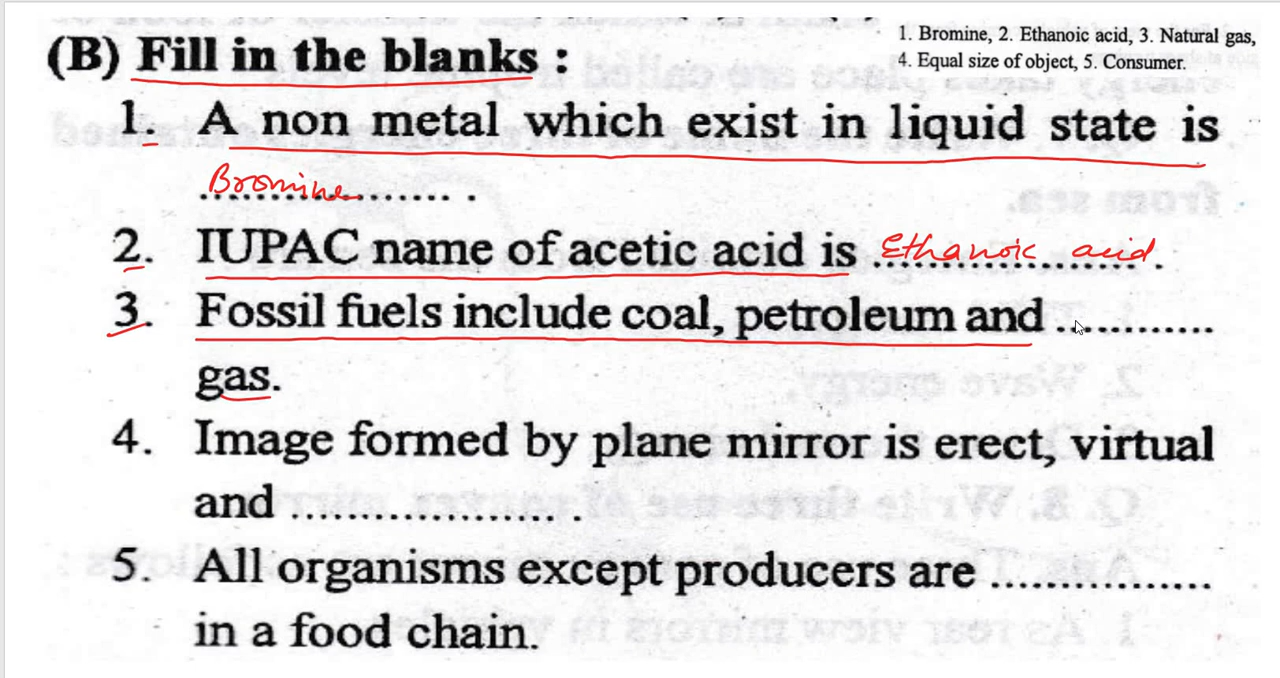 (B) Fill in the blanks :
1. Bromine, 2. Ethanoic acid, 3. Natural gas,
4. Equal size of object, 5. Consumer.
1. A non metal which exist in liquid state is
Bromine .
2. IUPAC name of acetic acid is Ethanoic acid .
3. Fossil fuels include coal, petroleum and ............
gas.
4. Image formed by plane mirror is erect, virtual
and ................... .
5. All organisms except producers are ................
in a food chain.